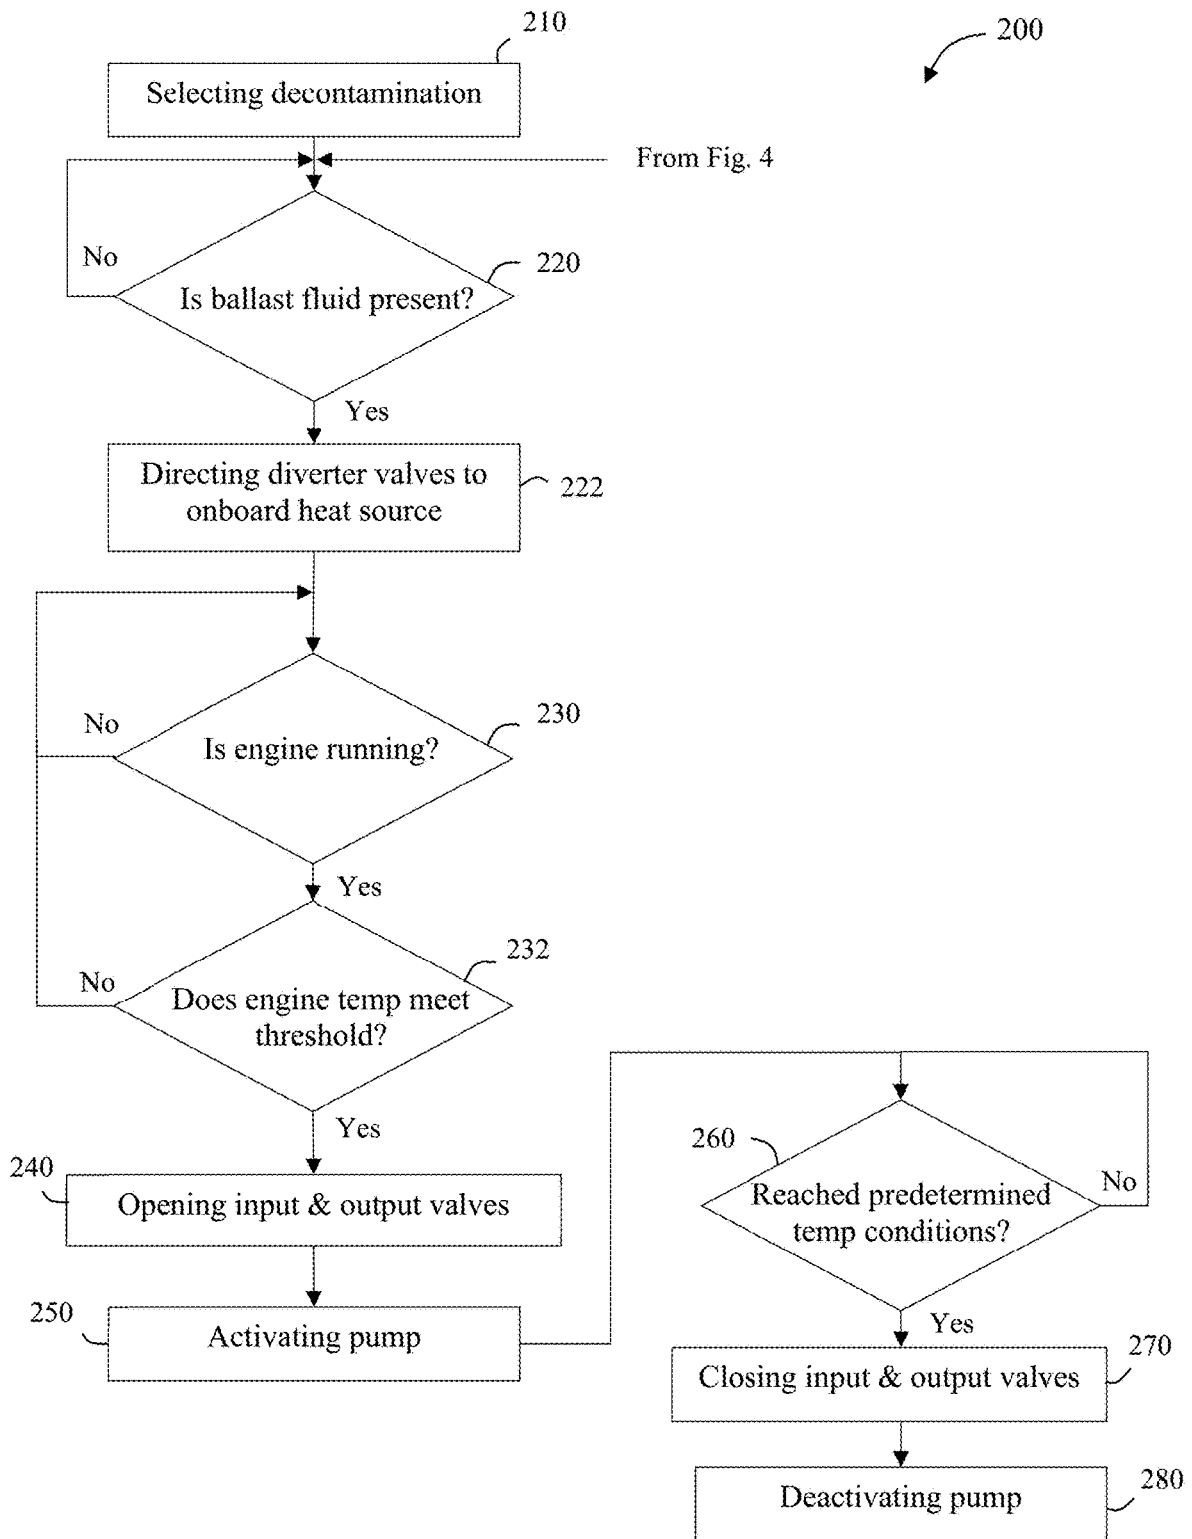 210
200
Selecting decontamination
From Fig. 4
No
220
Is ballast fluid present?
Yes
Directing diverter valves to
onboard heat source
222
No
230
Is engine running?
Yes
232
No
Does engine temp meet
threshold?
Yes
240
Opening input & output valves
250
Activating pump
260
No
Reached predetermined
temp conditions?
Yes
270
Closing input & output valves
Deactivating pump
280